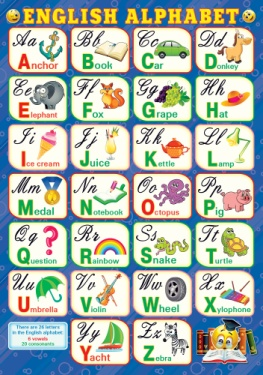 ENGLISH ALPHABET
Aa Bb Cc Dd
Anchor Book Car Donkey
Ee Ff Gg Hh
Elephant Fox Grape Hat
Ii Jj Kk Ll
Ice cream Juice Kettle Lamp
Mm Nn Oo Pp
Medal Notebook Octopus Pig
Qq Rr Ss Tt
Question Rainbow Snake Turtle
Uu Vv Ww Xx
Umbrella Violin Wheel Xylophone
There are 26 letters
in the English alphabet:
6 vowels
20 consonants
Yy Zz
Yacht Zebra